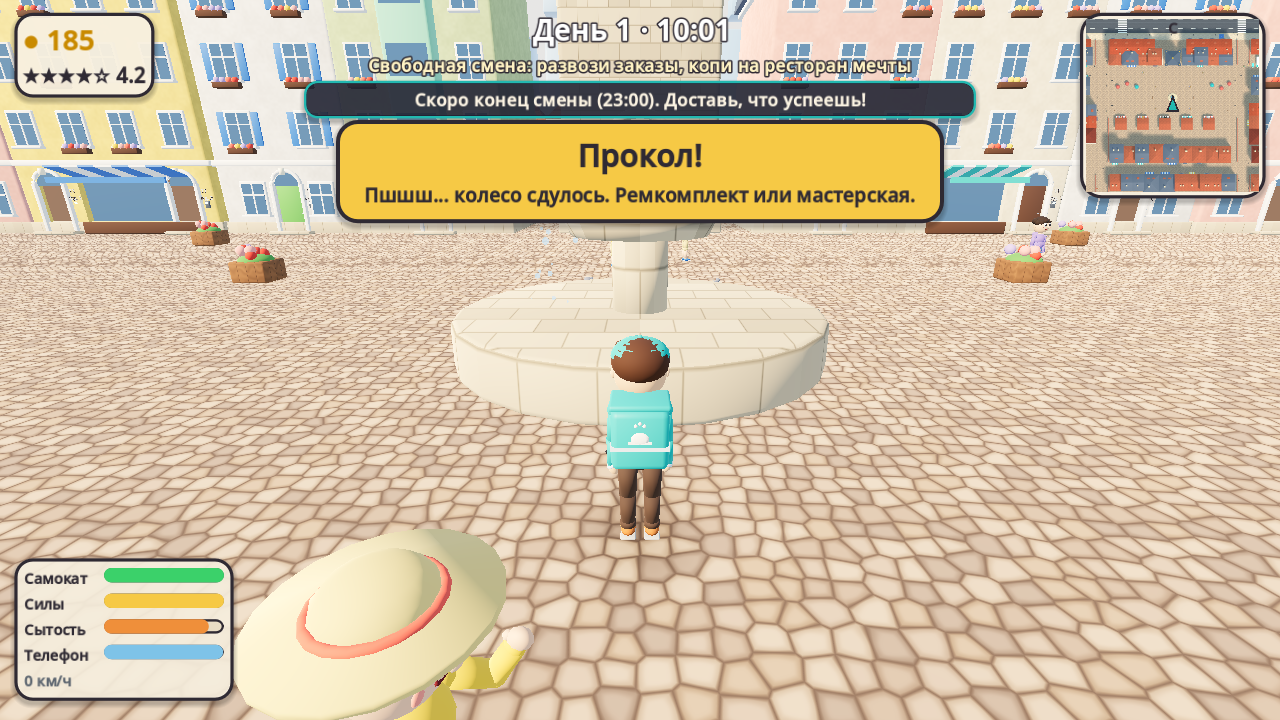 185
★★★★☆ 4.2
День 1 · 10:01
Свободная смена: развози заказы, копи на ресторан мечты
Скоро конец смены (23:00). Доставь, что успеешь!
Прокол!
Пшшш... колесо сдулось. Ремкомплект или мастерская.
С
Самокат
Силы
Сытость
Телефон
0 км/ч